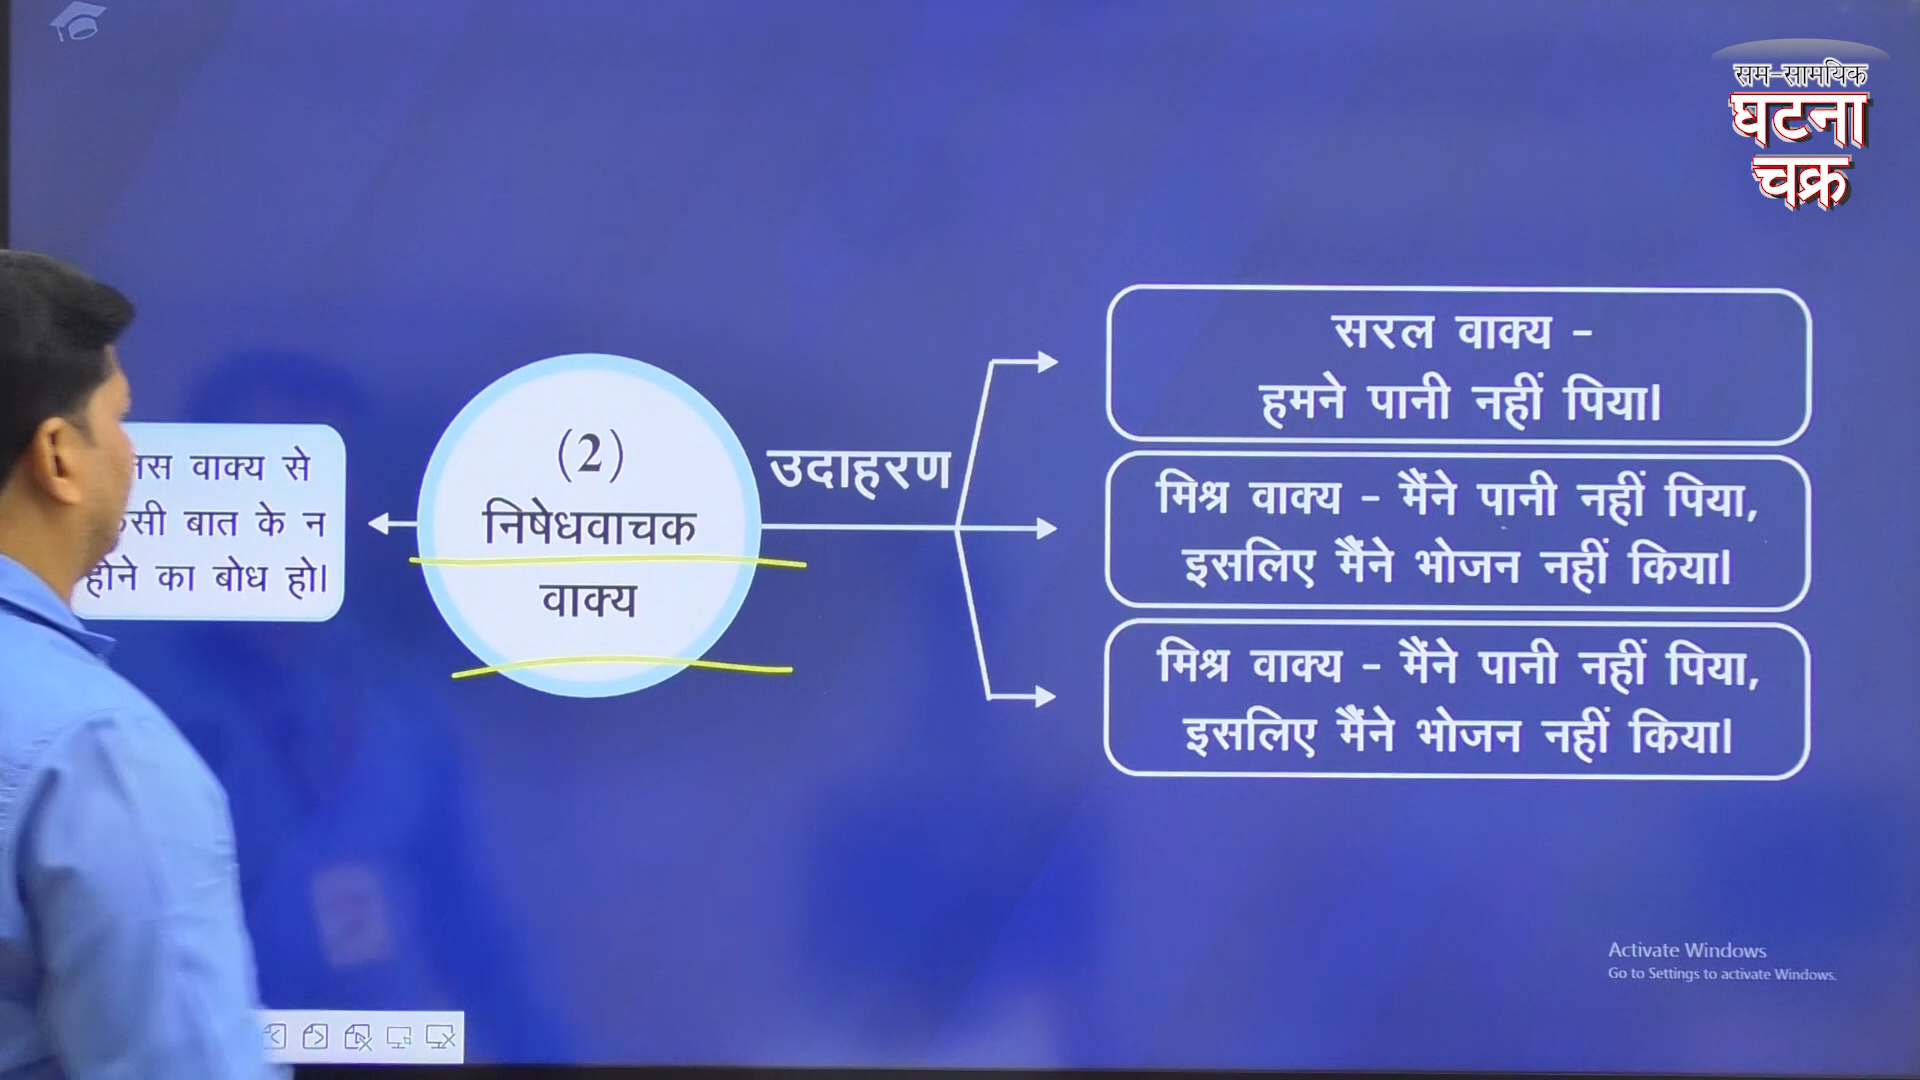 सम-सामयिक
घटना
चक्र
वाक्य से
बात के न
होने का बोध हो।
(2)
निषेधवाचक
वाक्य
उदाहरण
सरल वाक्य -
हमने पानी नहीं पिया।
मिश्र वाक्य - मैंने पानी नहीं पिया,
इसलिए मैंने भोजन नहीं किया।
मिश्र वाक्य - मैंने पानी नहीं पिया,
इसलिए मैंने भोजन नहीं किया।
Activate Windows
Go to Settings to activate Windows.